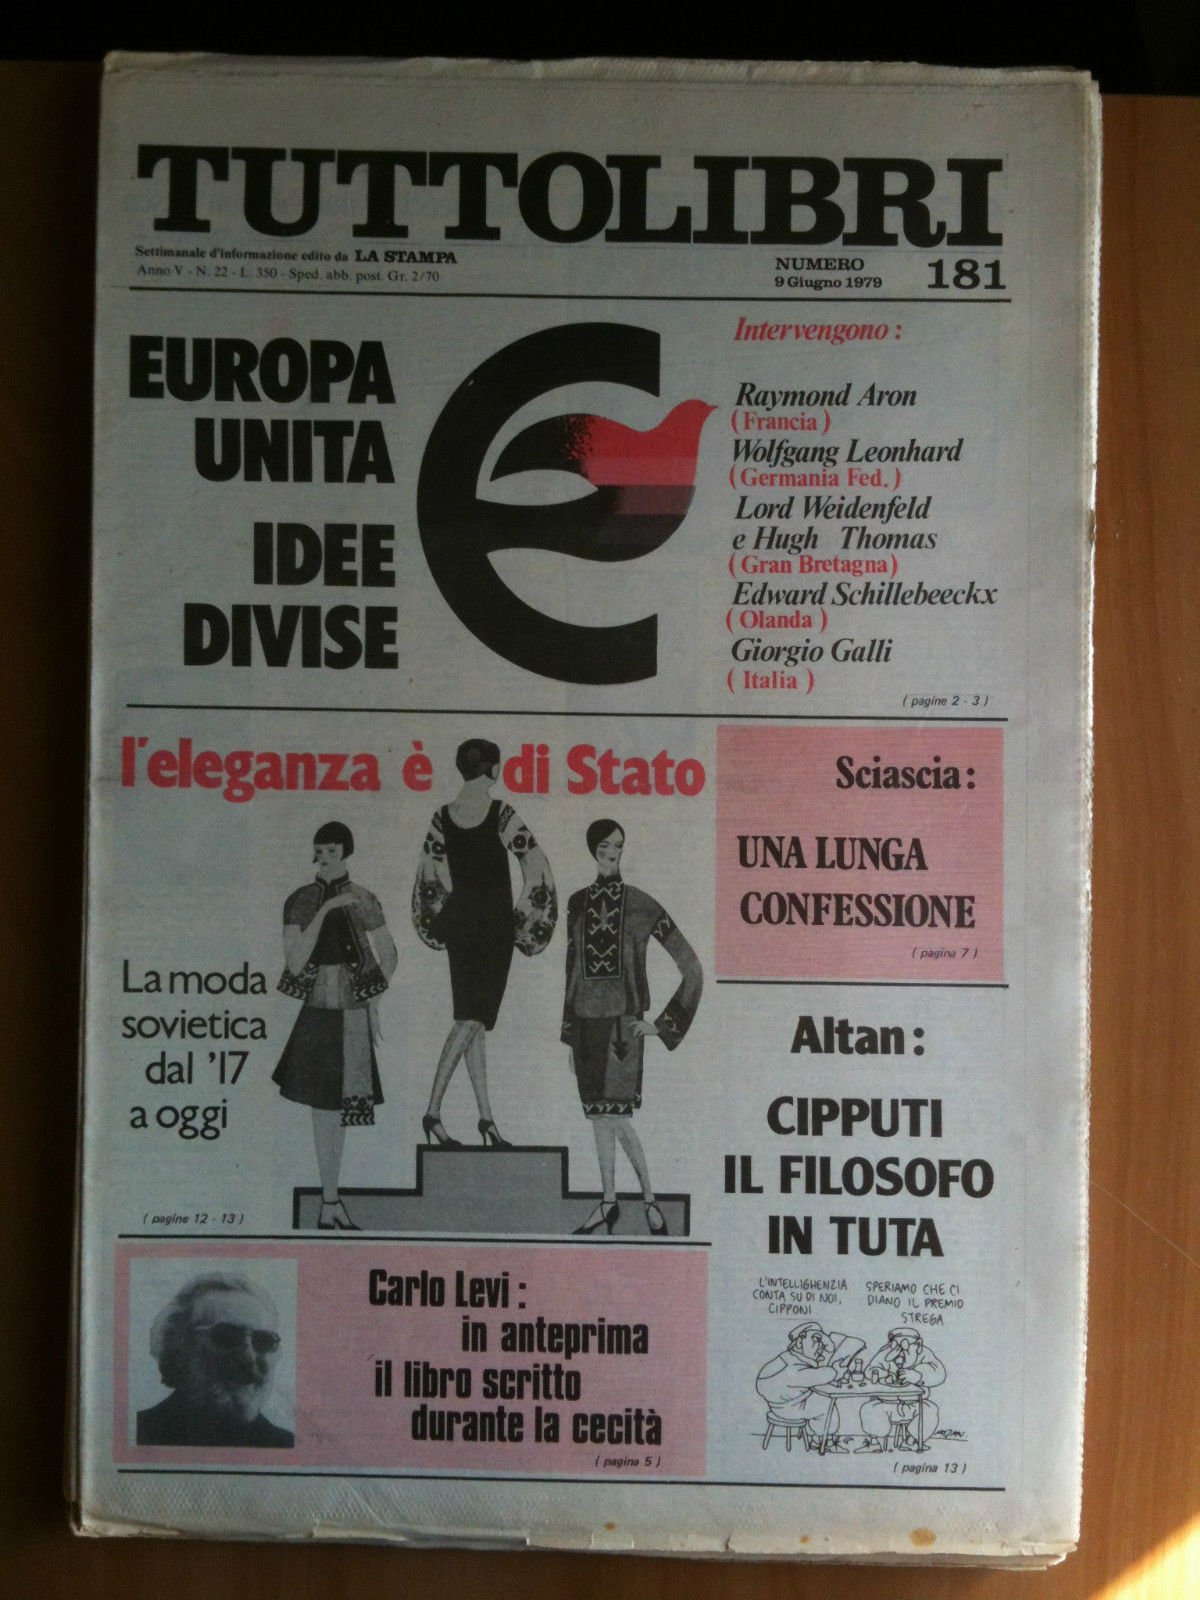 TUTTOLIBRI
Settimanale d'informazione edito da LA STAMPA
Anno V - N. 22 - L. 350 - Sped. abb. post. Gr. 2/70
NUMERO
9 Giugno 1979
181
EUROPA
UNITA
IDEE
DIVISE
Intervengono :
Raymond Aron
( Francia )
Wolfgang Leonhard
( Germania Fed. )
Lord Weidenfeld
e Hugh Thomas
( Gran Bretagna )
Edward Schillebeeckx
( Olanda )
Giorgio Galli
( Italia )
( pagine 2 - 3 )
l'eleganza è di Stato
La moda
sovietica
dal '17
a oggi
( pagine 12 - 13 )
Sciascia :
UNA LUNGA
CONFESSIONE
( pagina 7 )
Altan :
CIPPUTI
IL FILOSOFO
IN TUTA
L'INTELLIGHENZIA
CONTA SU DI NOI,
CIPPONI
SPERIAMO CHE CI
DIANO IL PREMIO
STREGA
ALTAN.
( pagina 13 )
Carlo Levi :
in anteprima
il libro scritto
durante la cecità
( pagina 5 )